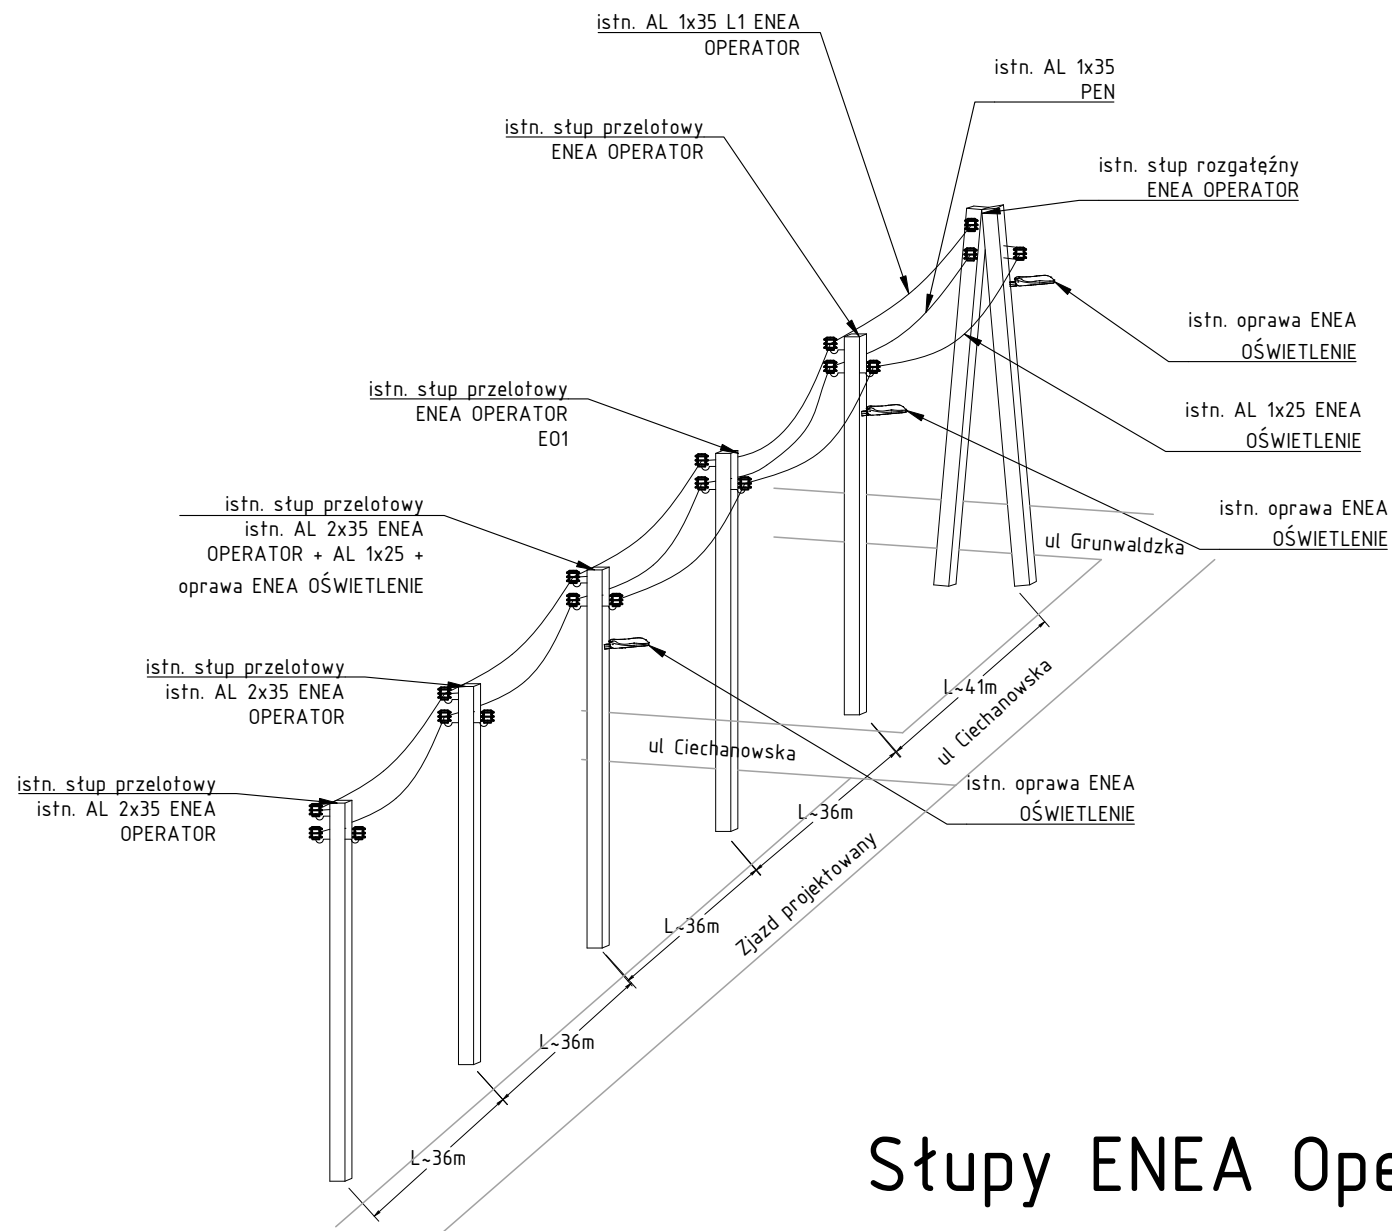 istn. AL 1x35 L1 ENEA
OPERATOR
istn. AL 1x35
PEN
istn. słup przelotowy
ENEA OPERATOR
istn. słup rozgałęźny
ENEA OPERATOR
istn. oprawa ENEA
OŚWIETLENIE
istn. słup przelotowy
ENEA OPERATOR
EO1
istn. AL 1x25 ENEA
OŚWIETLENIE
istn. słup przelotowy
istn. AL 2x35 ENEA
OPERATOR + AL 1x25 +
oprawa ENEA OŚWIETLENIE
istn. oprawa ENEA
OŚWIETLENIE
ul Grunwaldzka
istn. słup przelotowy
istn. AL 2x35 ENEA
OPERATOR
L~41m
ul Ciechanowska
ul Ciechanowska
istn. słup przelotowy
istn. AL 2x35 ENEA
OPERATOR
istn. oprawa ENEA
OŚWIETLENIE
L~36m
Zjazd projektowany
L~36m
L~36m
L~36m
Słupy ENEA Ope